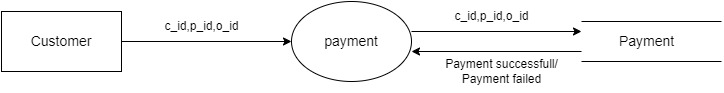 c_id,p_id,o_id
c_id,p_id,o_id
Customer
payment
Payment
Payment successfull/
Payment failed